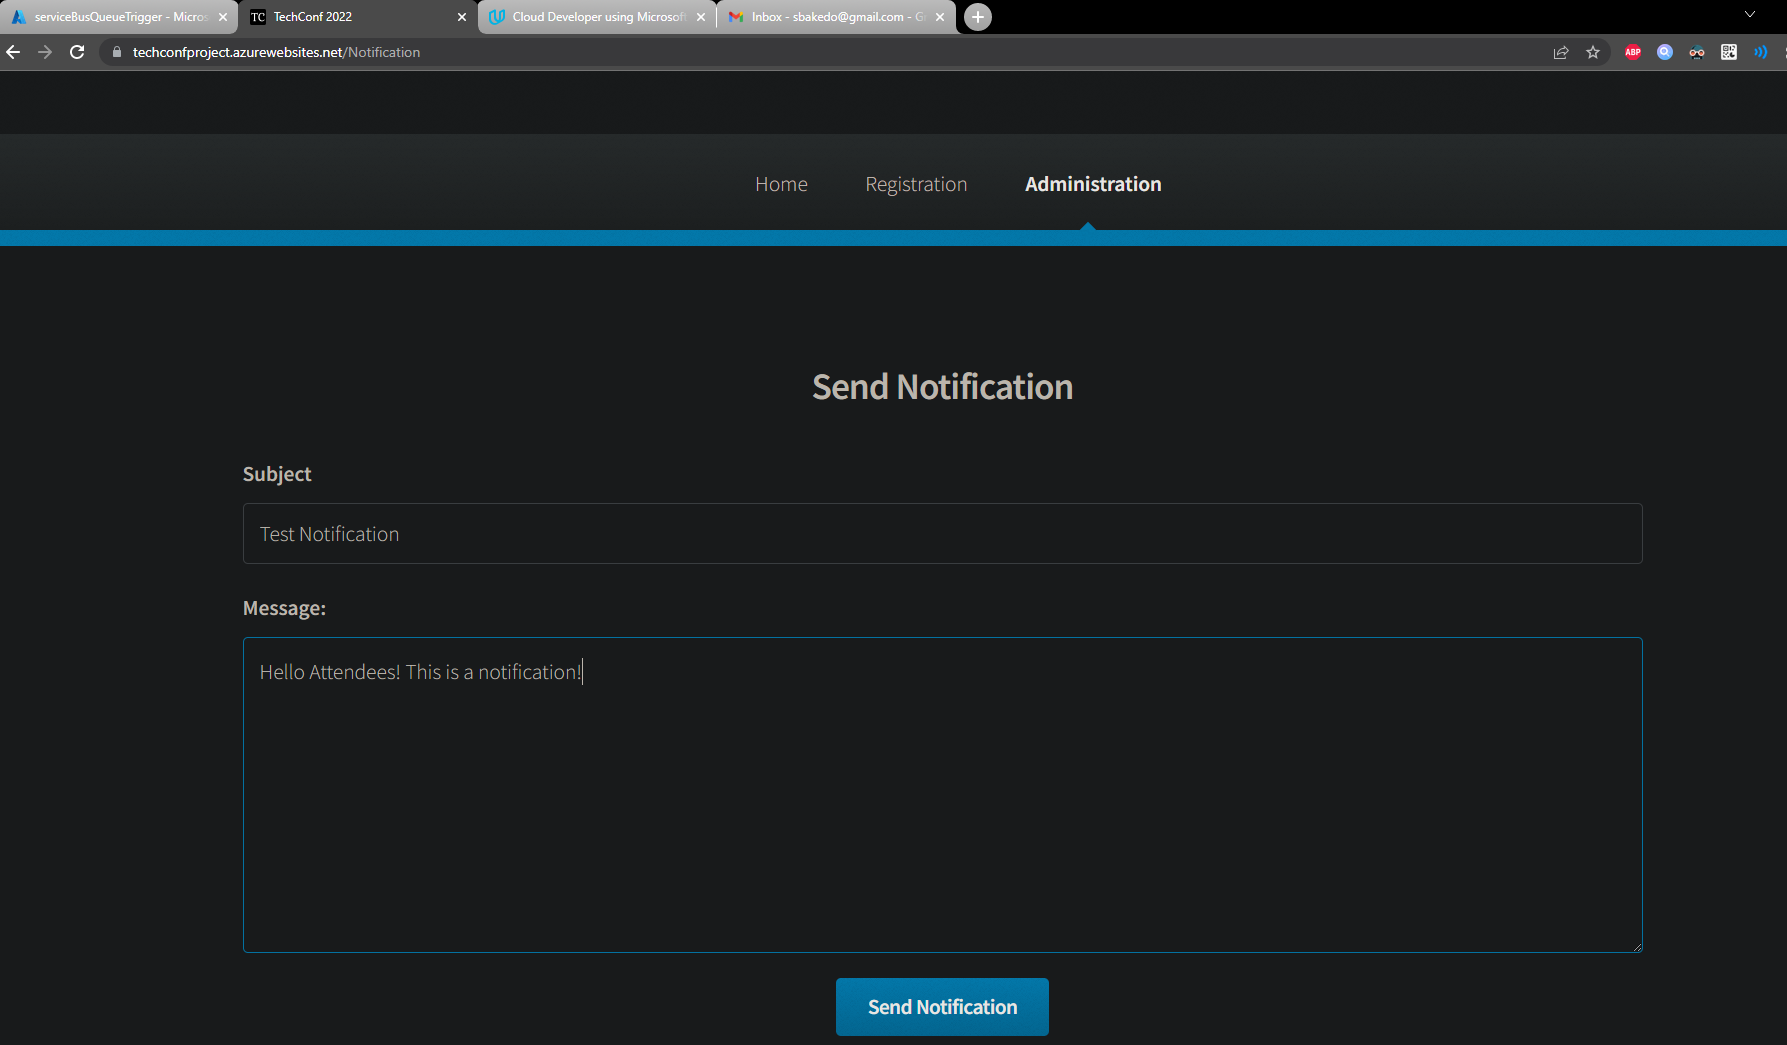 serviceBusQueueTrigger - Micros
TC TechConf 2022
Cloud Developer using Microsoft
Inbox - sbakedo@gmail.com - G
techconfproject.azurewebsites.net/Notification
ABP
Home Registration Administration
Send Notification
Subject
Test Notification
Message:
Hello Attendees! This is a notification!
Send Notification